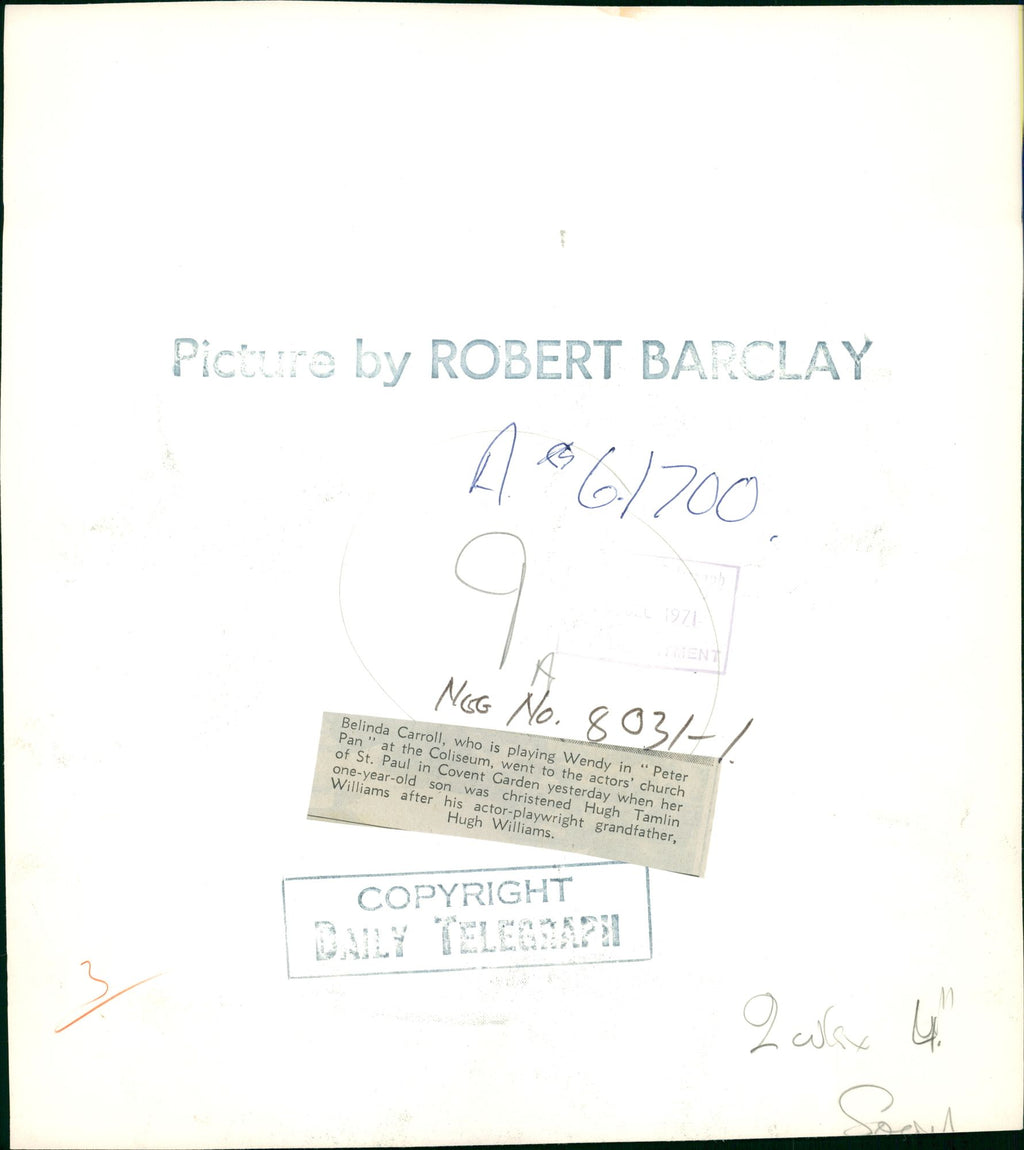 Picture by ROBERT BARCLAY
A 61700.
9
1971
A
NEG No. 8031-1.
Belinda Carroll, who is playing Wendy in "Peter
Pan" at the Coliseum, went to the actors' church
of St. Paul in Covent Garden yesterday when her
one-year-old son was christened Hugh Tamlin
Williams after his actor-playwright grandfather,
Hugh Williams.
COPYRIGHT
DAILY TELEGRAPH
3
2 cols x 4"